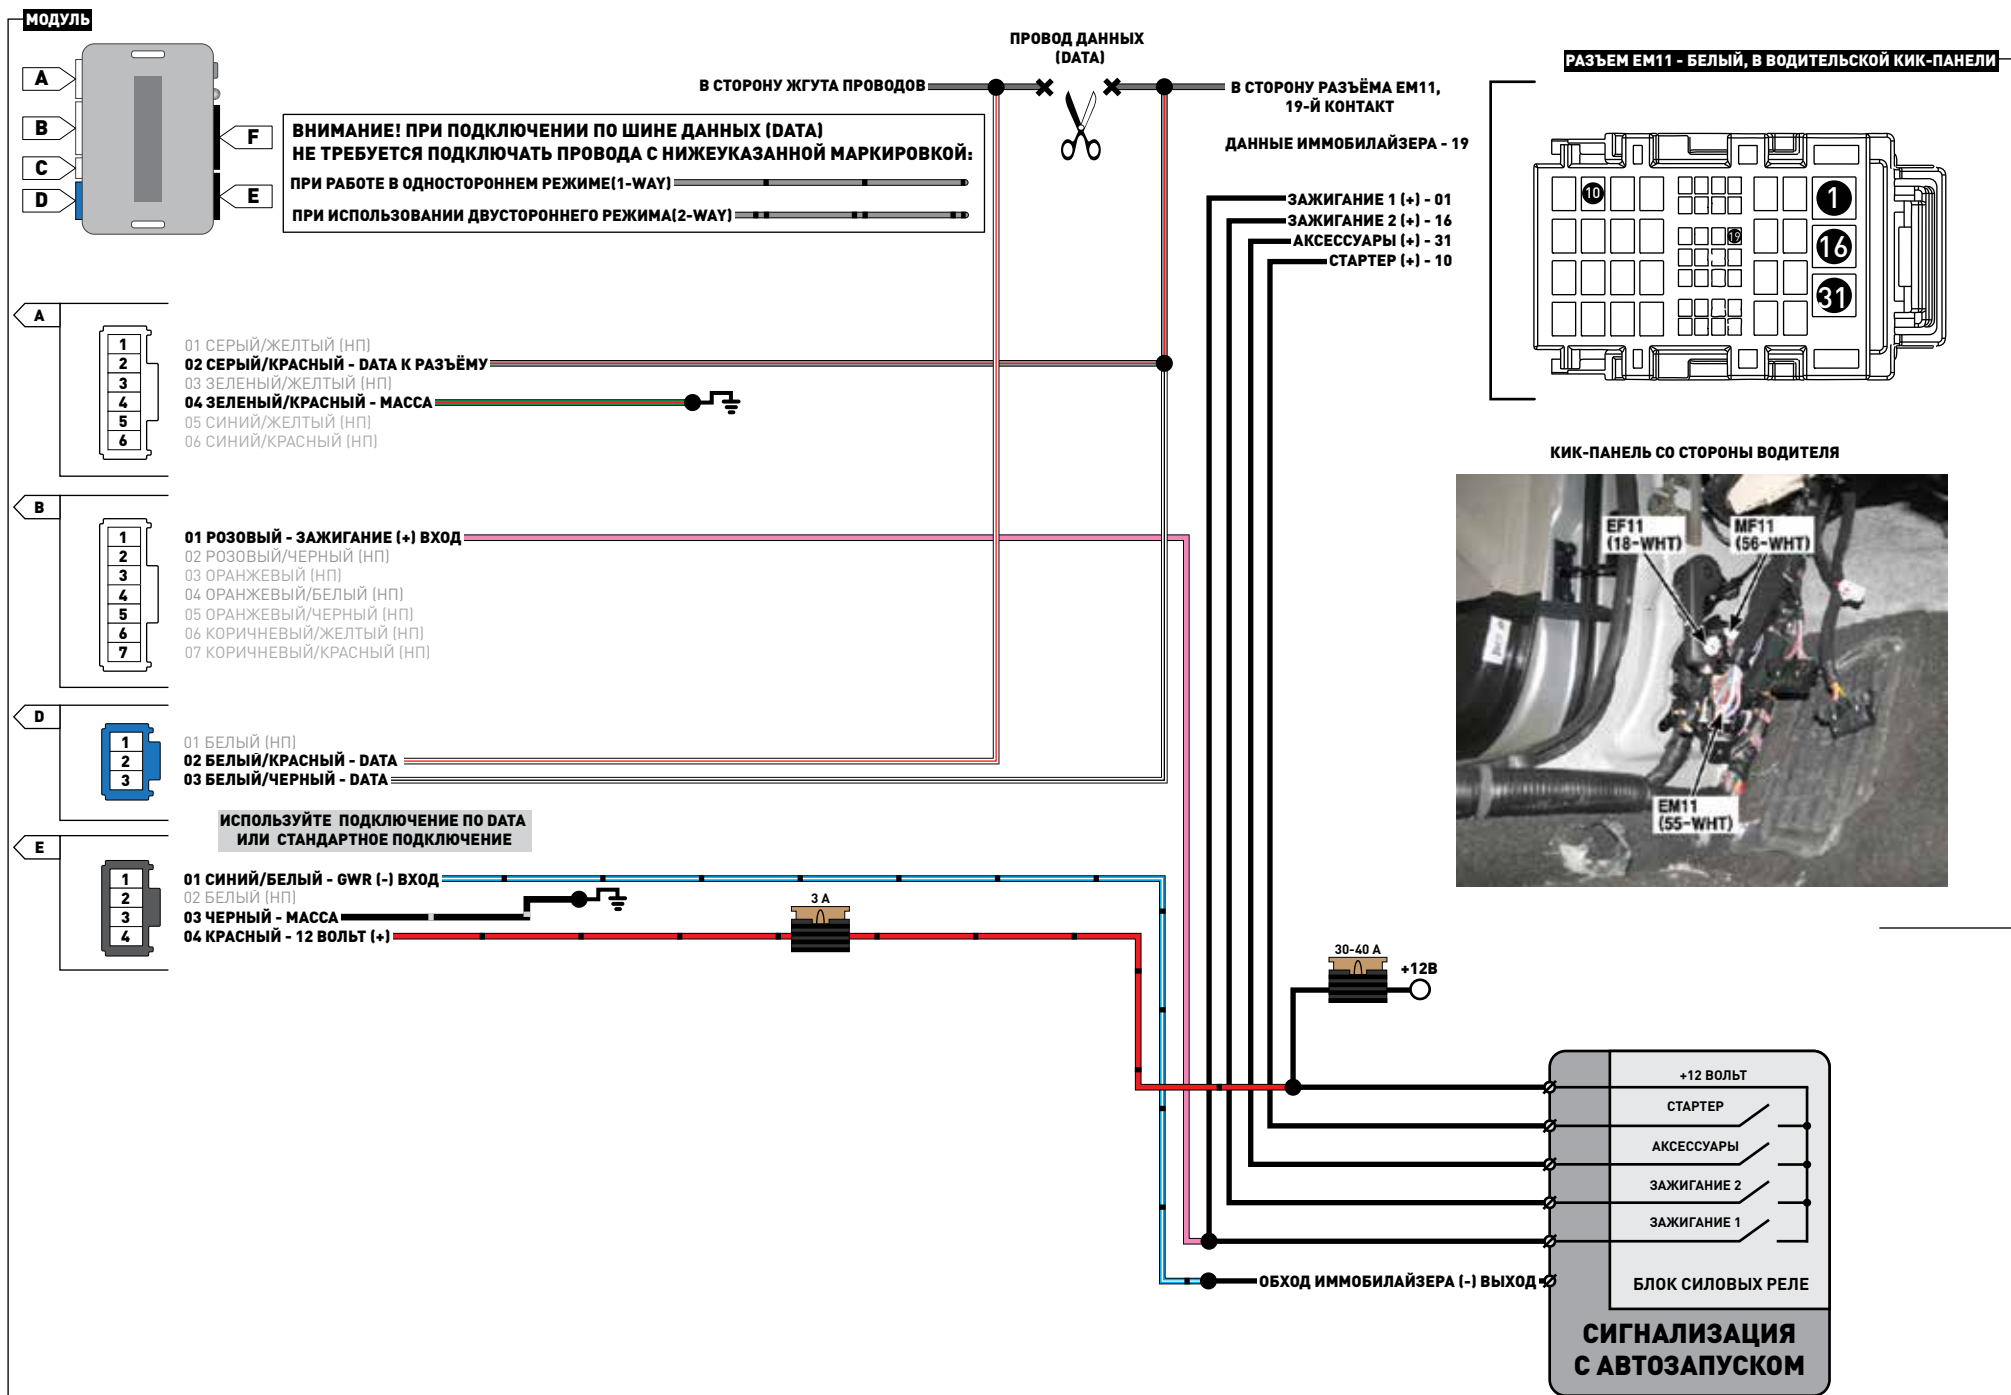 МОДУЛЬ
A
B
C
D
F
E
ВНИМАНИЕ! ПРИ ПОДКЛЮЧЕНИИ ПО ШИНЕ ДАННЫХ (DATA)
НЕ ТРЕБУЕТСЯ ПОДКЛЮЧАТЬ ПРОВОДА С НИЖЕУКАЗАННОЙ МАРКИРОВКОЙ:
ПРИ РАБОТЕ В ОДНОСТОРОННЕМ РЕЖИМЕ(1-WAY)
ПРИ ИСПОЛЬЗОВАНИИ ДВУСТОРОННЕГО РЕЖИМА(2-WAY)
ПРОВОД ДАННЫХ
(DATA)
В СТОРОНУ ЖГУТА ПРОВОДОВ
В СТОРОНУ РАЗЪЁМА ЕМ11,
19-Й КОНТАКТ
ДАННЫЕ ИММОБИЛАЙЗЕРА - 19
ЗАЖИГАНИЕ 1 (+) - 01
ЗАЖИГАНИЕ 2 (+) - 16
АКСЕССУАРЫ (+) - 31
СТАРТЕР (+) - 10
РАЗЪЕМ ЕМ11 - БЕЛЫЙ, В ВОДИТЕЛЬСКОЙ КИК-ПАНЕЛИ
10
19
1
16
31
A
1
2
3
4
5
6
01 СЕРЫЙ/ЖЕЛТЫЙ (НП)
02 СЕРЫЙ/КРАСНЫЙ - DATA К РАЗЪЁМУ
03 ЗЕЛЕНЫЙ/ЖЕЛТЫЙ (НП)
04 ЗЕЛЕНЫЙ/КРАСНЫЙ - МАССА
05 СИНИЙ/ЖЕЛТЫЙ (НП)
06 СИНИЙ/КРАСНЫЙ (НП)
B
1
2
3
4
5
6
7
01 РОЗОВЫЙ - ЗАЖИГАНИЕ (+) ВХОД
02 РОЗОВЫЙ/ЧЕРНЫЙ (НП)
03 ОРАНЖЕВЫЙ (НП)
04 ОРАНЖЕВЫЙ/БЕЛЫЙ (НП)
05 ОРАНЖЕВЫЙ/ЧЕРНЫЙ (НП)
06 КОРИЧНЕВЫЙ/ЖЕЛТЫЙ (НП)
07 КОРИЧНЕВЫЙ/КРАСНЫЙ (НП)
D
1
2
3
01 БЕЛЫЙ (НП)
02 БЕЛЫЙ/КРАСНЫЙ - DATA
03 БЕЛЫЙ/ЧЕРНЫЙ - DATA
ИСПОЛЬЗУЙТЕ ПОДКЛЮЧЕНИЕ ПО DATA
ИЛИ СТАНДАРТНОЕ ПОДКЛЮЧЕНИЕ
E
1
2
3
4
01 СИНИЙ/БЕЛЫЙ - GWR (-) ВХОД
02 БЕЛЫЙ (НП)
03 ЧЕРНЫЙ - МАССА
04 КРАСНЫЙ - 12 ВОЛЬТ (+)
3 А
КИК-ПАНЕЛЬ СО СТОРОНЫ ВОДИТЕЛЯ
EF11
(18-WHT)
MF11
(56-WHT)
EM11
(55-WHT)
30-40 А
+12В
+12 ВОЛЬТ
СТАРТЕР
АКСЕССУАРЫ
ЗАЖИГАНИЕ 2
ЗАЖИГАНИЕ 1
ОБХОД ИММОБИЛАЙЗЕРА (-) ВЫХОД
БЛОК СИЛОВЫХ РЕЛЕ
СИГНАЛИЗАЦИЯ
С АВТОЗАПУСКОМ